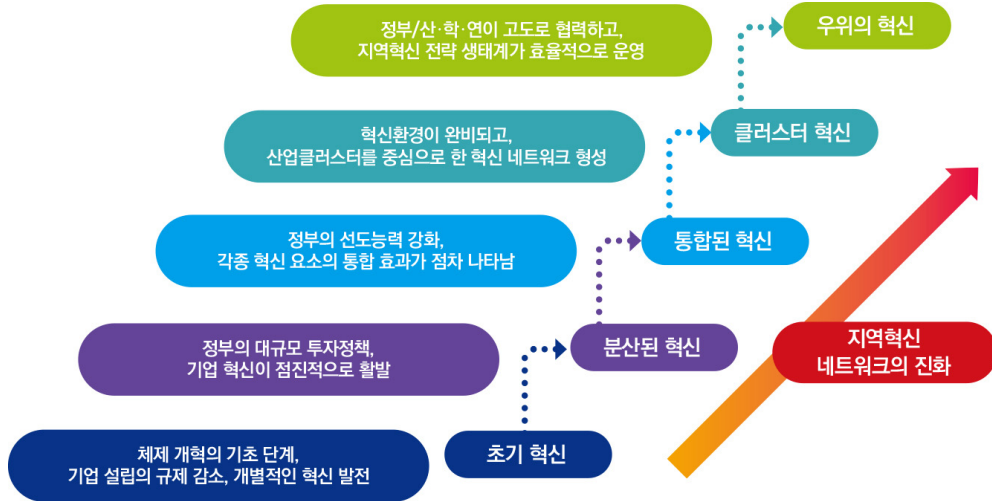 정부/산·학·연이 고도로 협력하고,
지역혁신 전략 생태계가 효율적으로 운영
우위의 혁신
혁신환경이 완비되고,
산업클러스터를 중심으로 한 혁신 네트워크 형성
클러스터 혁신
정부의 선도능력 강화,
각종 혁신 요소의 통합 효과가 점차 나타남
통합된 혁신
정부의 대규모 투자정책,
기업 혁신이 점진적으로 활발
분산된 혁신
지역혁신
네트워크의 진화
체제 개혁의 기초 단계,
기업 설립의 규제 감소, 개별적인 혁신 발전
초기 혁신